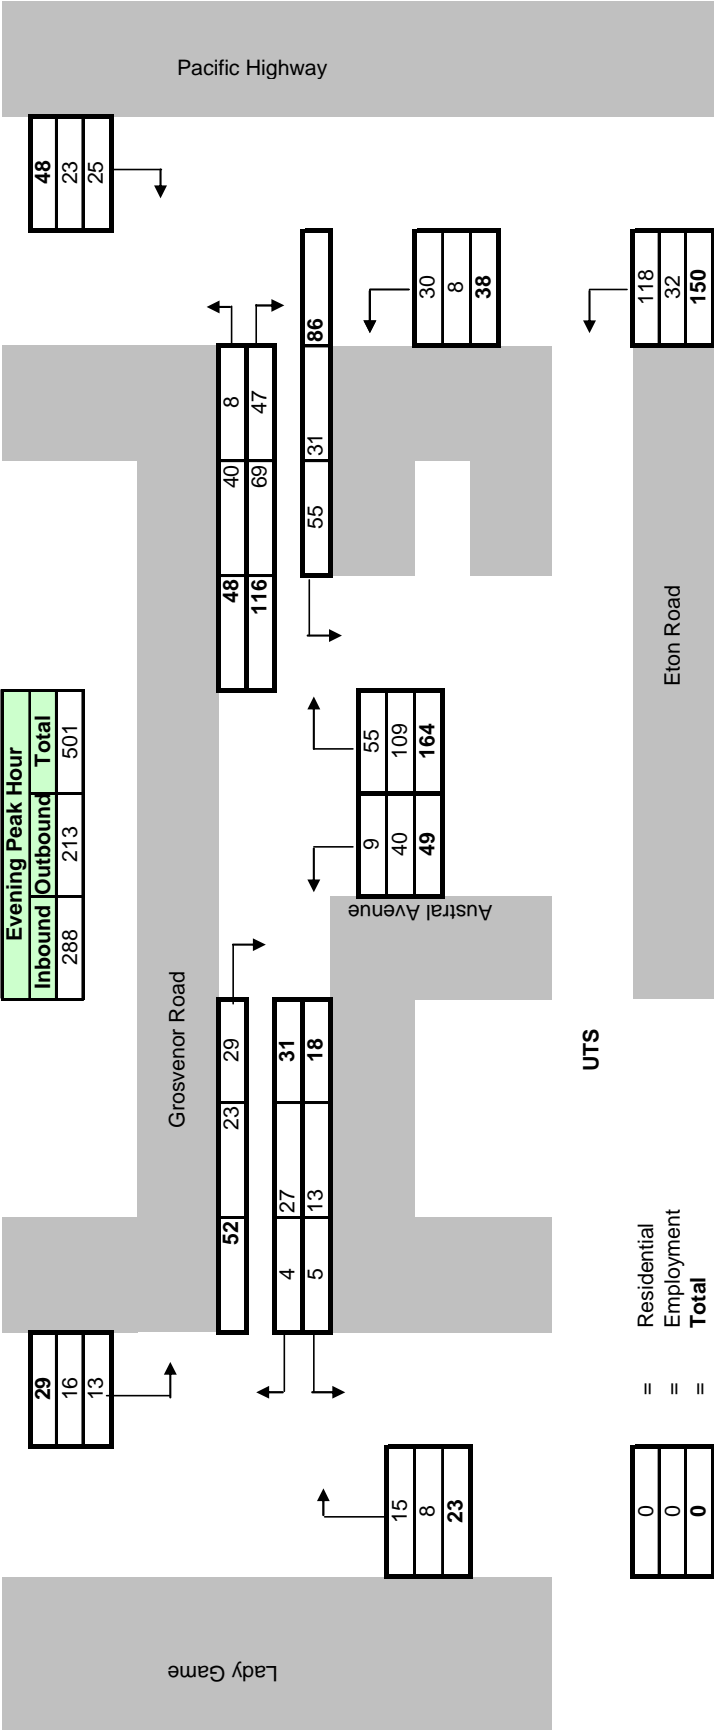 Evening Peak Hour
Inbound Outbound Total
288 213 501
29
16
13
48
23
25
Pacific Highway
Grosvenor Road
52 23 29
48 40 8
116 69 47
4 27 31
5 13 18
55 31 86
Lady Game
Austral Avenue
9 55
40 109
49 164
15
8
23
30
8
38
UTS
Eton Road
0 = Residential
0 = Employment
0 = Total
118
32
150